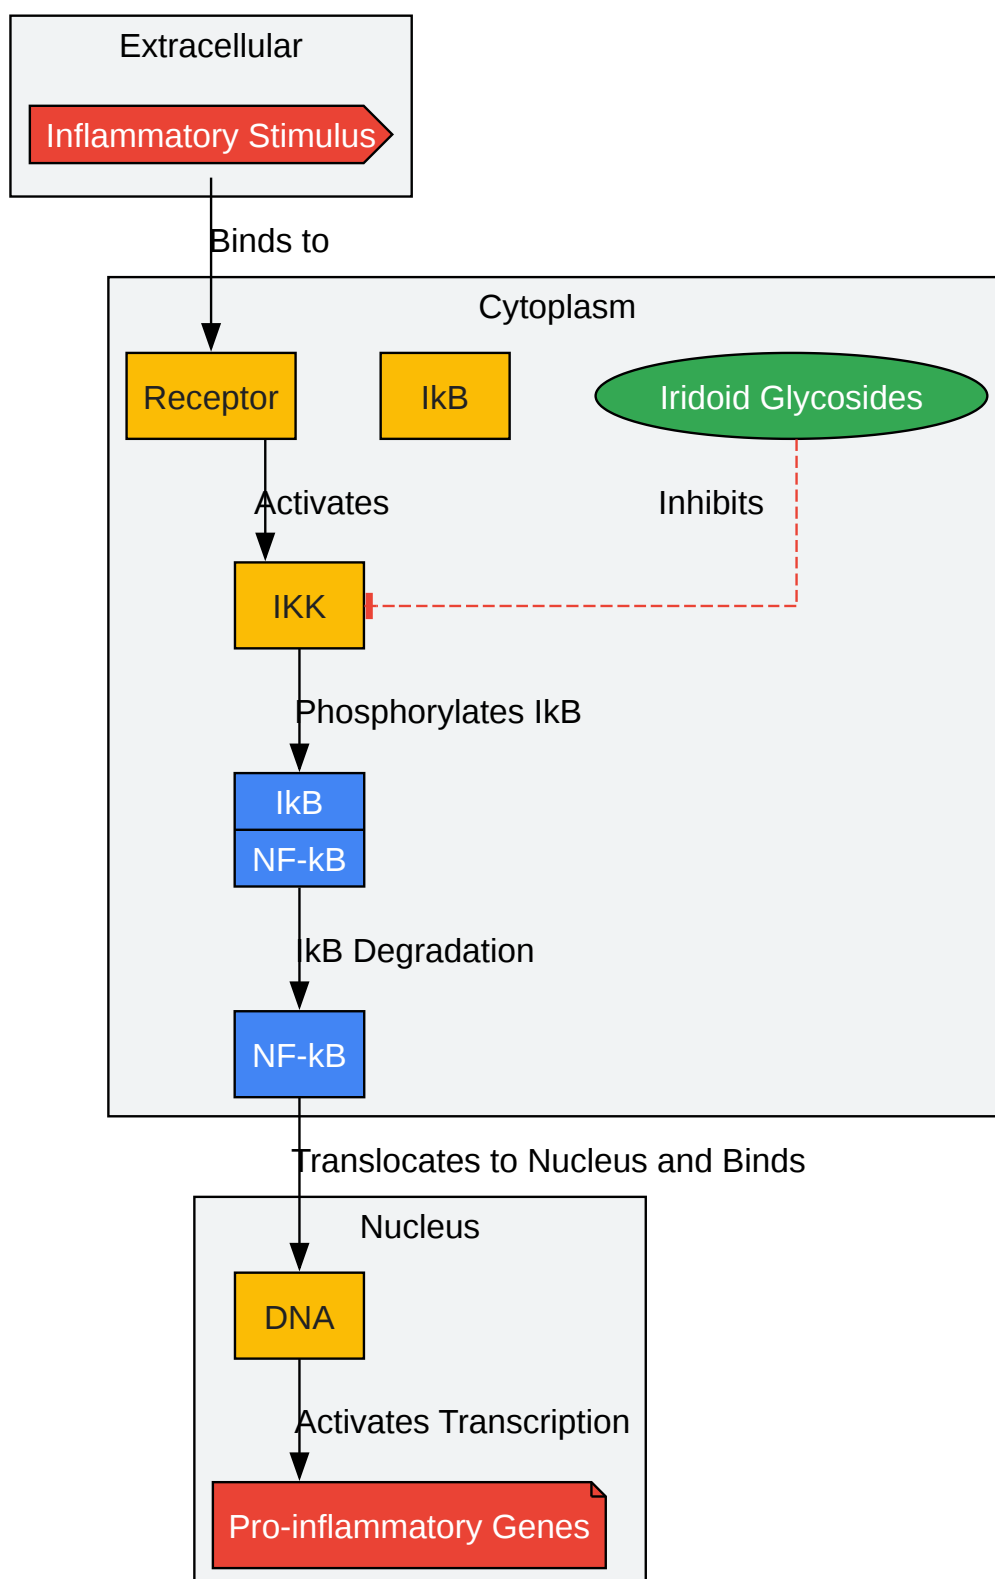 Extracellular
Inflammatory Stimulus
Binds to
Cytoplasm
Receptor
IkB
Iridoid Glycosides
Activates
Inhibits
IKK
Phosphorylates IkB
IkB
NF-kB
IkB Degradation
NF-kB
Translocates to Nucleus and Binds
Nucleus
DNA
Activates Transcription
Pro-inflammatory Genes